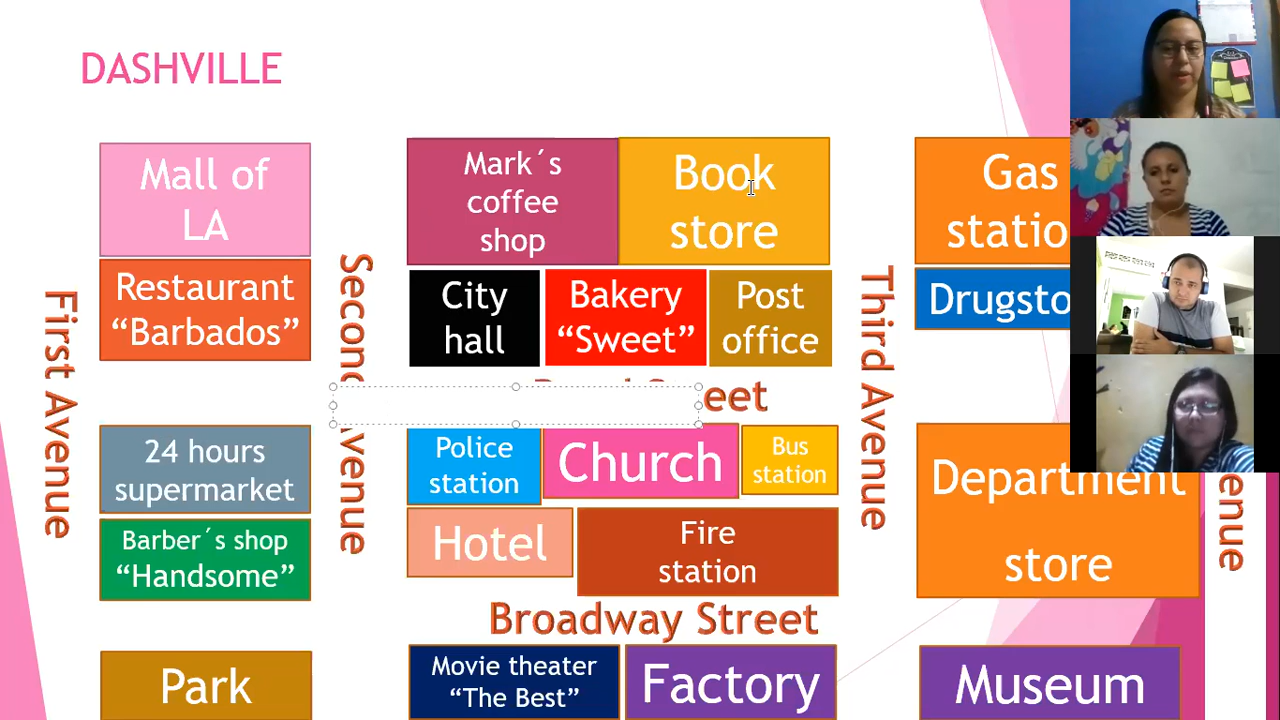 DASHVILLE
Mall of
LA
Mark´s
coffee
shop
Book
store
Gas
statio
Restaurant
“Barbados”
City
hall
Bakery
“Sweet”
Post
office
Drugsto
First Avenue
Second
Avenue
Third Avenue
24 hours
supermarket
Police
station
Church
Bus
station
Department
store
Barber´s shop
“Handsome”
Hotel
Fire
station
Broadway Street
Park
Movie theater
“The Best”
Factory
Museum